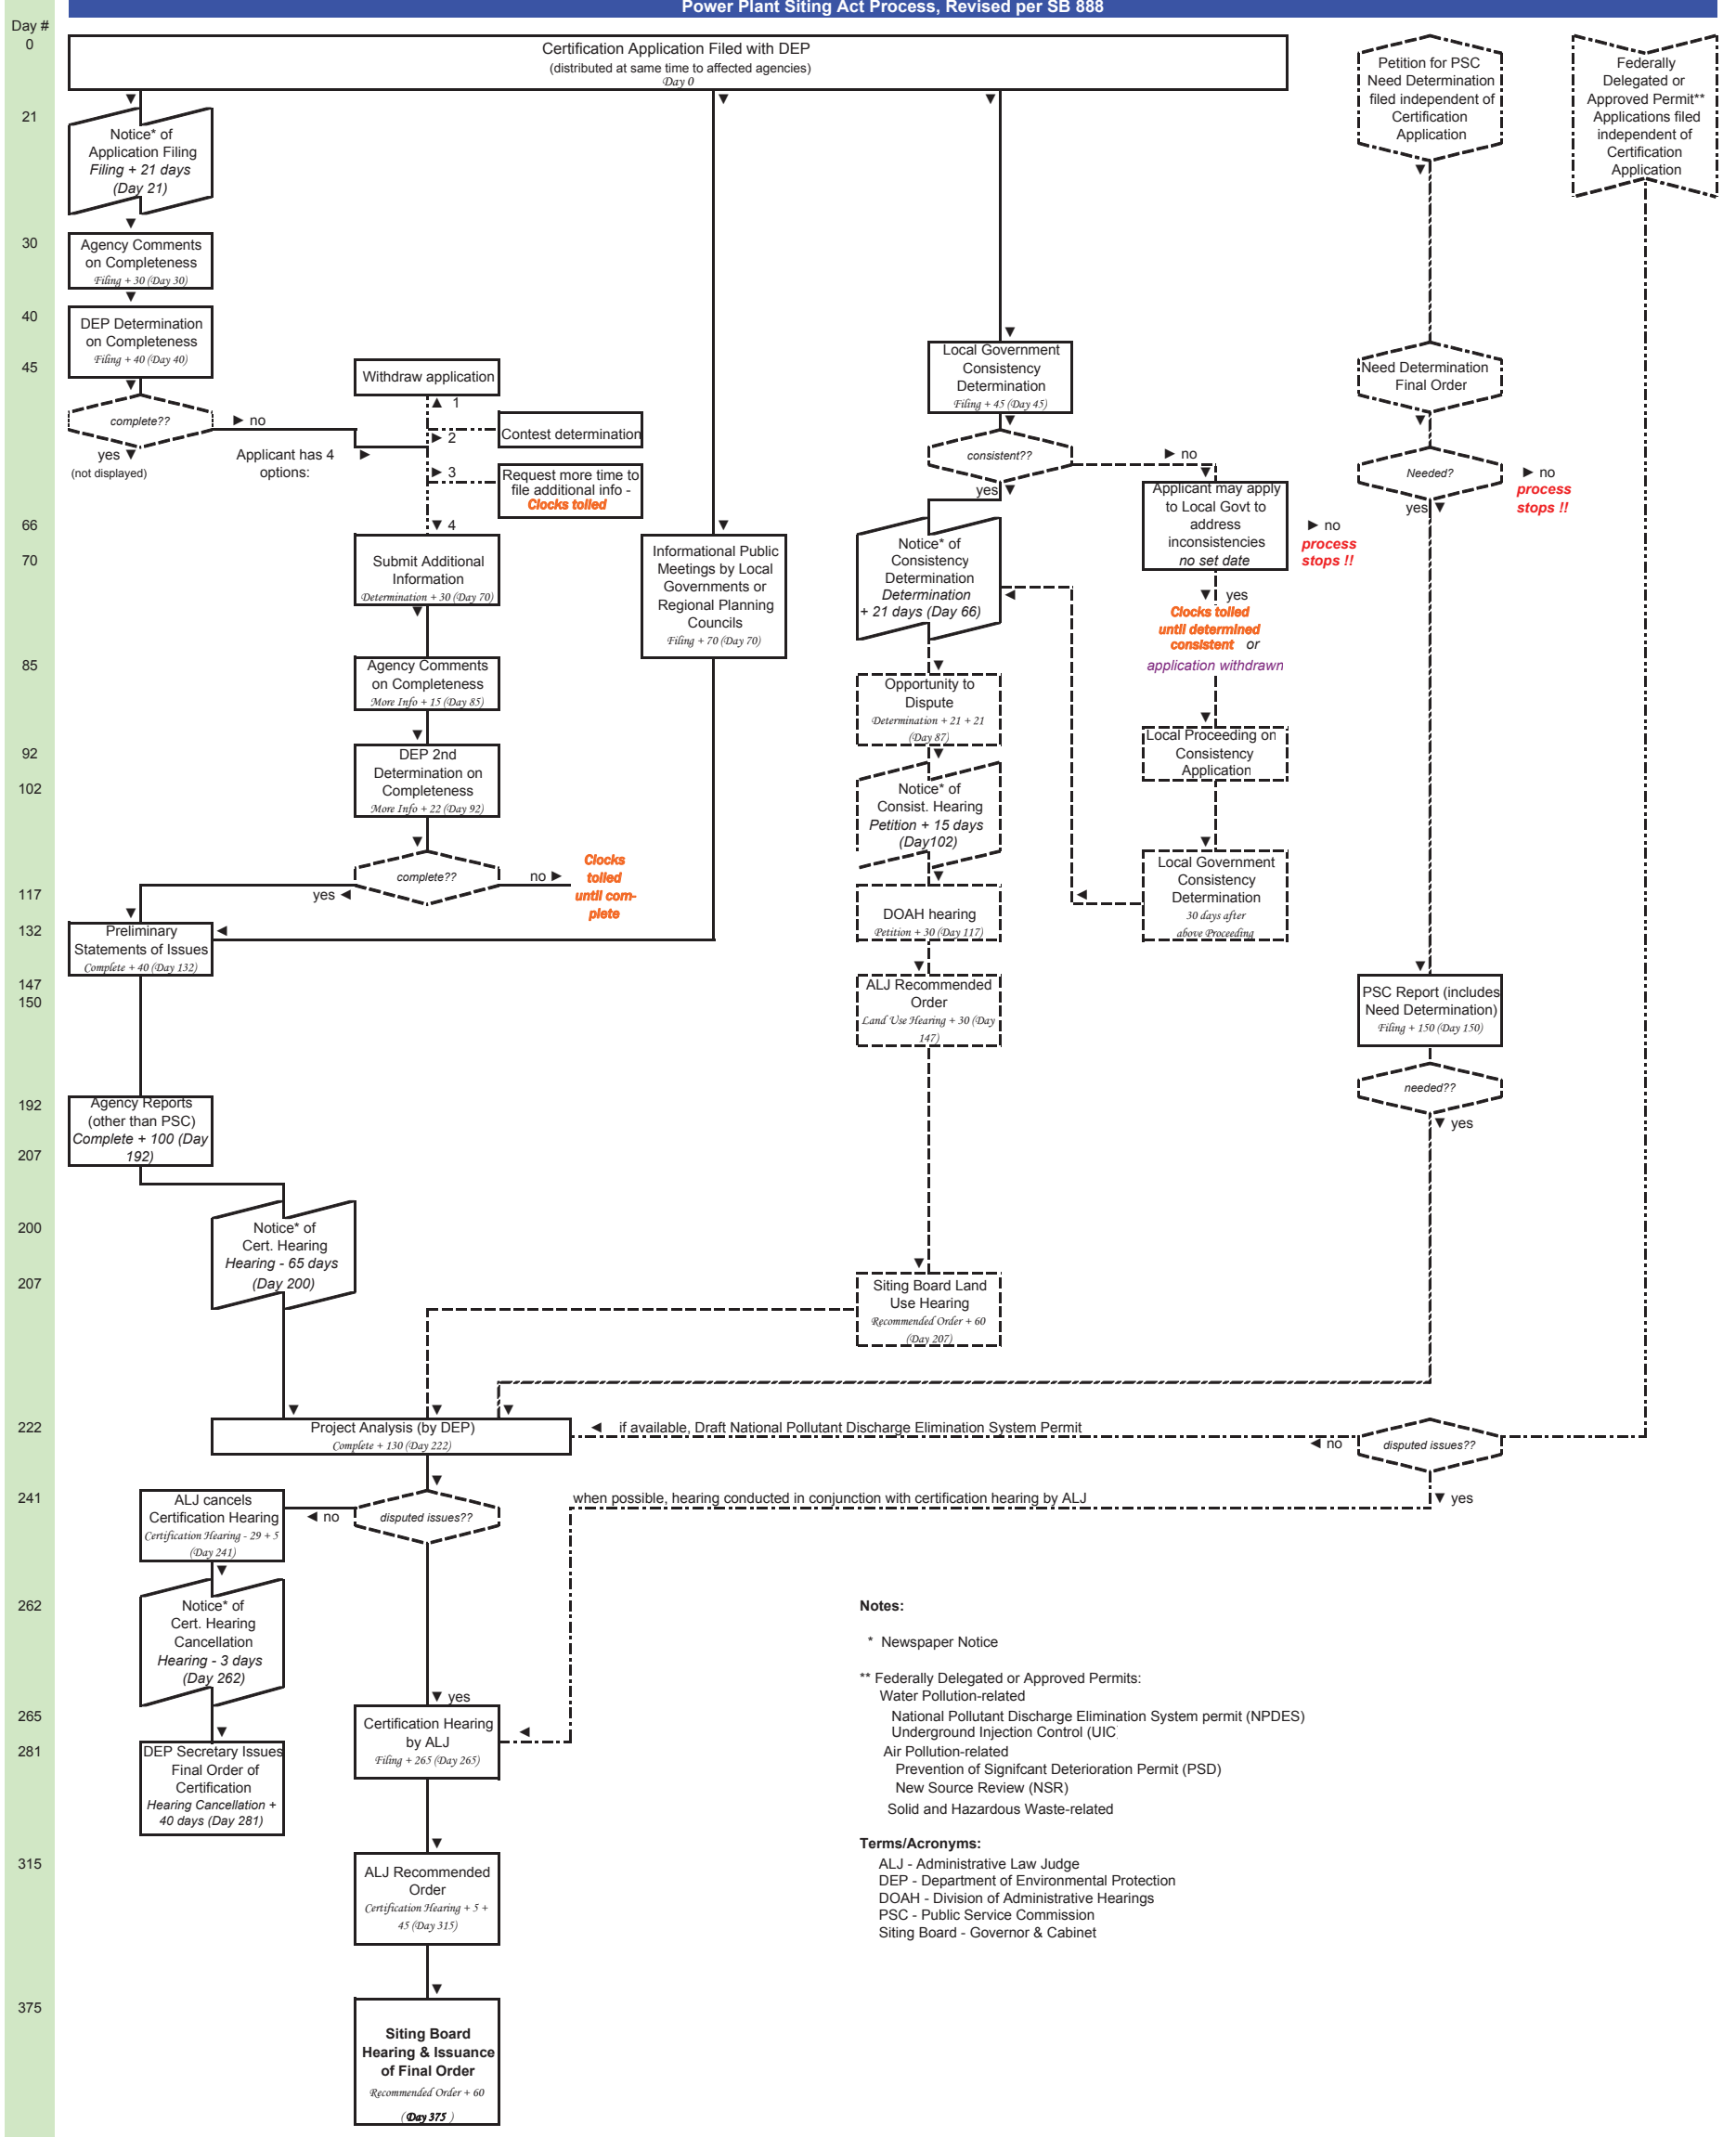 Power Plant Siting Act Process, Revised per SB 888
Day #
0
21
30
40
45
66
70
85
92
102
117
132
147
150
192
207
200
207
222
241
262
265
281
315
375
Certification Application Filed with DEP
(distributed at same time to affected agencies)
Day 0
Notice* of
Application Filing
Filing + 21 days
(Day 21)
Agency Comments
on Completeness
Filing + 30 (Day 30)
DEP Determination
on Completeness
Filing + 40 (Day 40)
complete??
no
yes
(not displayed)
Applicant has 4
options:
Withdraw application
1
2
Contest determination
3
Request more time to
file additional info -
Clocks tolled
4
Submit Additional
Information
Determination + 30 (Day 70)
Agency Comments
on Completeness
More Info + 15 (Day 85)
DEP 2nd
Determination on
Completeness
More Info + 22 (Day 92)
complete??
no
Clocks
tolled
until com-
plete
yes
Informational Public
Meetings by Local
Governments or
Regional Planning
Councils
Filing + 70 (Day 70)
Preliminary
Statements of Issues
Complete + 40 (Day 132)
Agency Reports
(other than PSC)
Complete + 100 (Day
192)
Notice* of
Cert. Hearing
Hearing - 65 days
(Day 200)
Local Government
Consistency
Determination
Filing + 45 (Day 45)
consistent??
no
yes
Notice* of
Consistency
Determination
Determination
+ 21 days (Day 66)
Opportunity to
Dispute
Determination + 21 + 21
(Day 87)
Notice* of
Consist. Hearing
Petition + 15 days
(Day102)
DOAH hearing
Petition + 30 (Day 117)
ALJ Recommended
Order
Land Use Hearing + 30 (Day
147)
Siting Board Land
Use Hearing
Recommended Order + 60
(Day 207)
Applicant may apply
to Local Govt to
address
inconsistencies
no set date
no
process
stops !!
yes
Clocks tolled
until determined
consistent or
application withdrawn
Local Proceeding on
Consistency
Application
Local Government
Consistency
Determination
30 days after
above Proceeding
Petition for PSC
Need Determination
filed independent of
Certification
Application
Need Determination
Final Order
Needed?
no
process
stops !!
yes
PSC Report (includes
Need Determination)
Filing + 150 (Day 150)
needed??
yes
Federally
Delegated or
Approved Permit**
Applications filed
independent of
Certification
Application
Project Analysis (by DEP)
Complete + 130 (Day 222)
if available, Draft National Pollutant Discharge Elimination System Permit
no
disputed issues??
yes
when possible, hearing conducted in conjunction with certification hearing by ALJ
disputed issues??
no
ALJ cancels
Certification Hearing
Certification Hearing - 29 + 5
(Day 241)
Notice* of
Cert. Hearing
Cancellation
Hearing - 3 days
(Day 262)
DEP Secretary Issues
Final Order of
Certification
Hearing Cancellation +
40 days (Day 281)
yes
Certification Hearing
by ALJ
Filing + 265 (Day 265)
ALJ Recommended
Order
Certification Hearing + 5 +
45 (Day 315)
Siting Board
Hearing & Issuance
of Final Order
Recommended Order + 60
(Day 375 )
Notes:
* Newspaper Notice
** Federally Delegated or Approved Permits:
Water Pollution-related
National Pollutant Discharge Elimination System permit (NPDES)
Underground Injection Control (UIC
Air Pollution-related
Prevention of Signifcant Deterioration Permit (PSD)
New Source Review (NSR)
Solid and Hazardous Waste-related
Terms/Acronyms:
ALJ - Administrative Law Judge
DEP - Department of Environmental Protection
DOAH - Division of Administrative Hearings
PSC - Public Service Commission
Siting Board - Governor & Cabinet